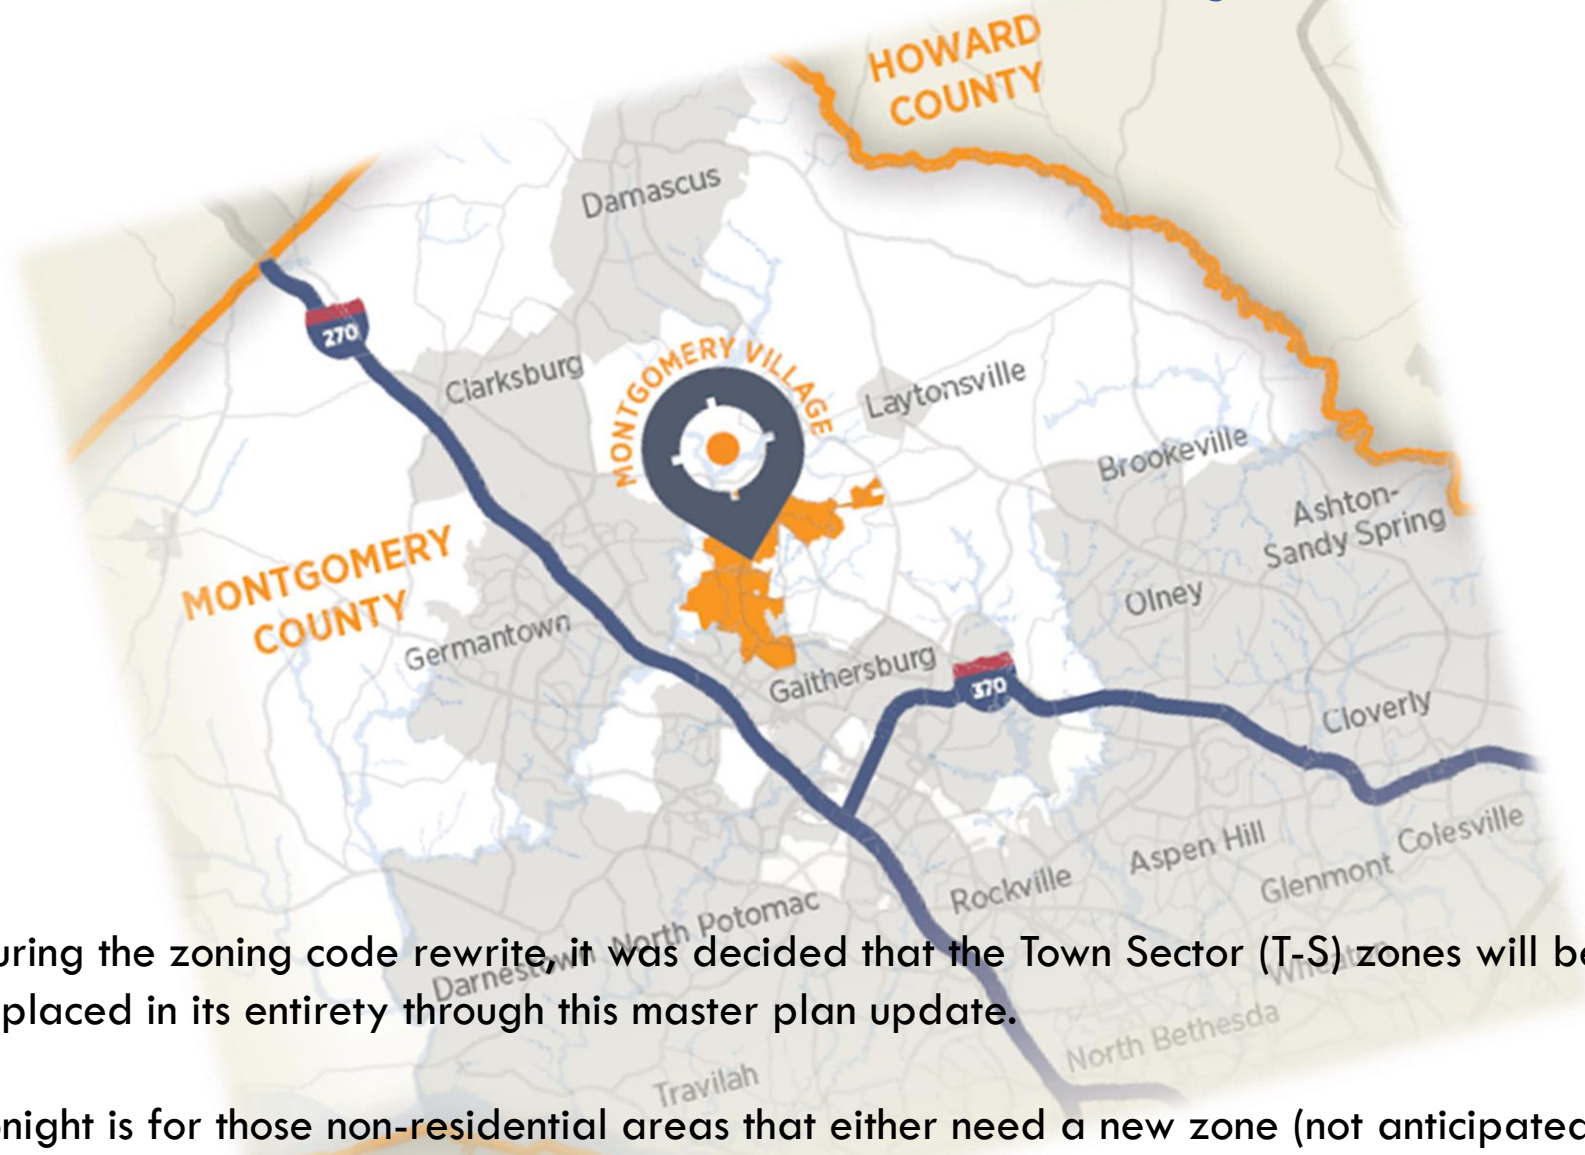 HOWARD
COUNTY
Damascus
270
Clarksburg
MONTGOMERY VILLAGE
Laytonsville
Brookeville
Ashton-
Sandy Spring
MONTGOMERY
COUNTY
Olney
Germantown
Gaithersburg
370
Cloverly
Colesville
Aspen Hill
Glenmont
Rockville
North Potomac
uring the zoning code rewrite, it was decided that the Town Sector (T-S) zones will be
Darnestown
Wheaton
placed in its entirety through this master plan update.
North Bethesda
Travilah
night is for those non-residential areas that either need a new zone (not anticipated